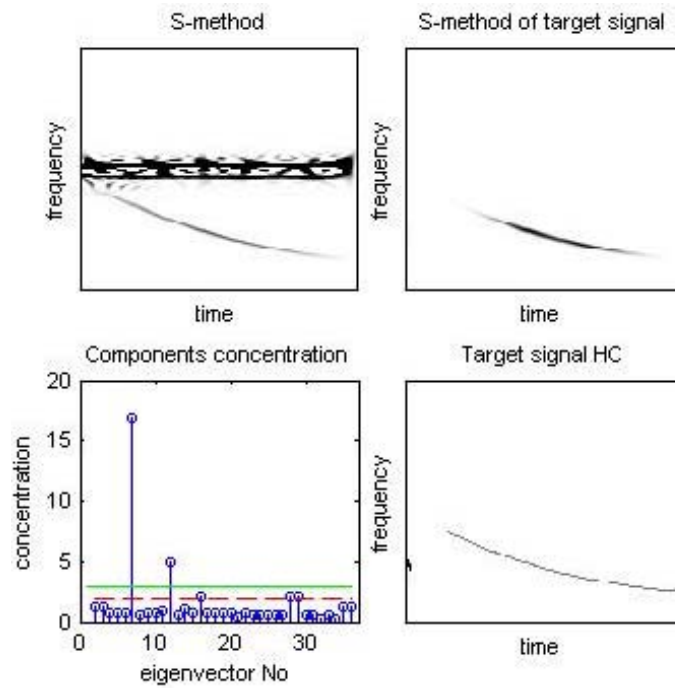 S-method
frequency
time
S-method of target signal
frequency
time
Components concentration
20
15
10
5
0
concentration
0 10 20 30
eigenvector No
Target signal HC
frequency
time